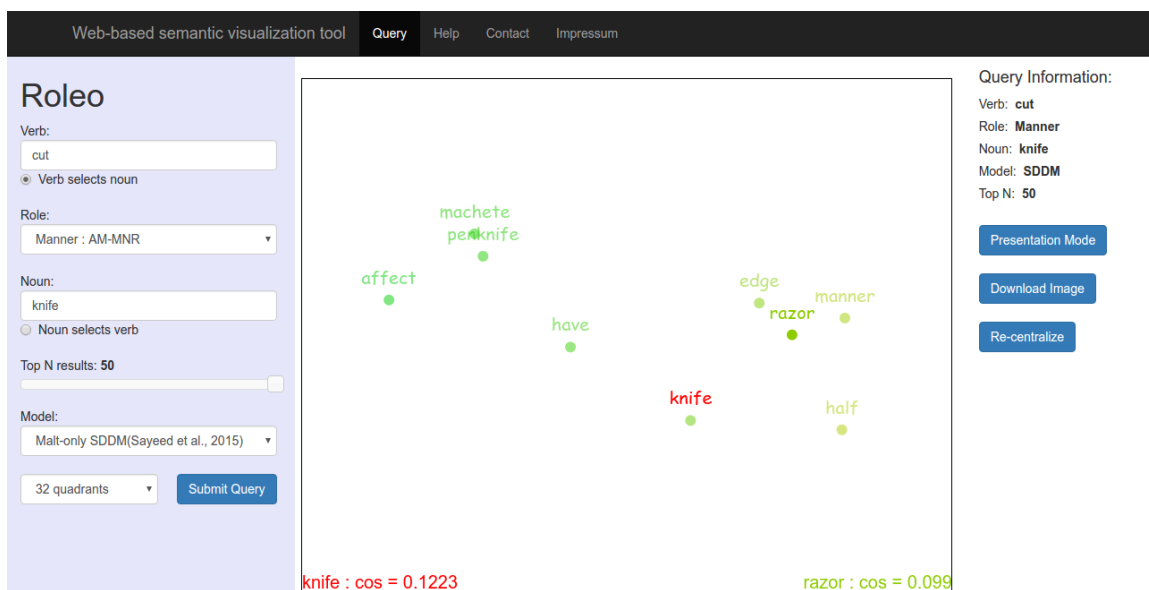 Web-based semantic visualization tool Query Help Contact Impressum
Roleo
Verb:
cut
Verb selects noun
Role:
Manner : AM-MNR
Noun:
knife
Noun selects verb
Top N results: 50
Model:
Malt-only SDDM(Sayeed et al., 2015)
32 quadrants Submit Query
machete
penknife
affect
edge
manner
razor
have
knife
half
knife : cos = 0.1223 razor : cos = 0.099
Query Information:
Verb: cut
Role: Manner
Noun: knife
Model: SDDM
Top N: 50
Presentation Mode
Download Image
Re-centralize